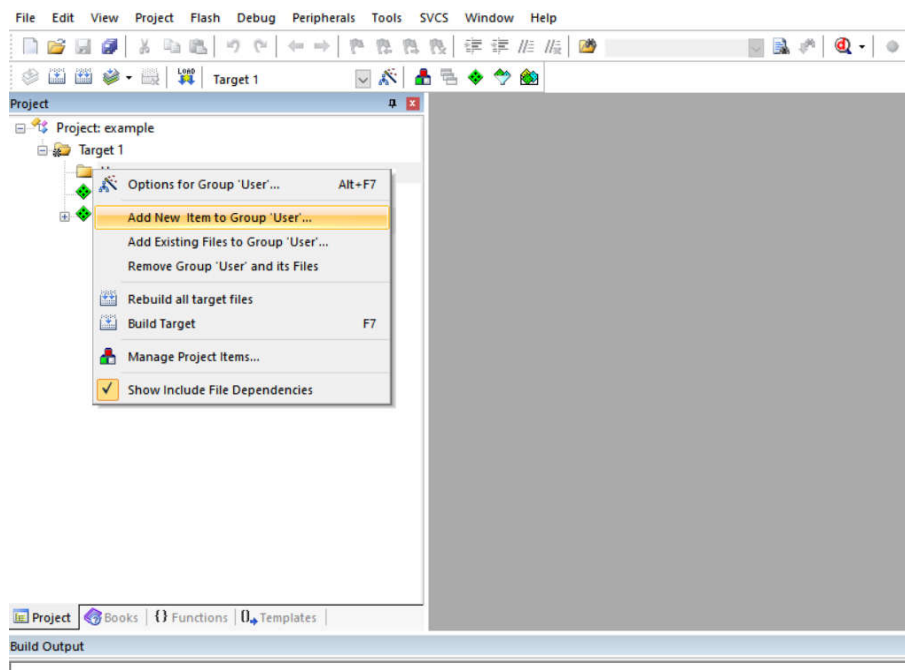 File Edit View Project Flash Debug Peripherals Tools SVCS Window Help
LOAD Target 1
Project
Project: example
Target 1
Options for Group 'User'... Alt+F7
Add New Item to Group 'User'...
Add Existing Files to Group 'User'...
Remove Group 'User' and its Files
Rebuild all target files
Build Target F7
Manage Project Items...
Show Include File Dependencies
Project Books {} Functions 0 Templates
Build Output